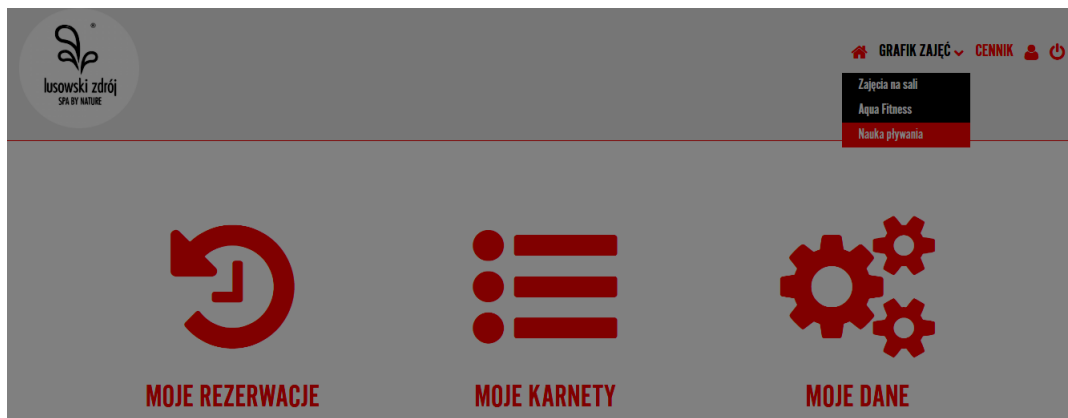 lusowski zdrój
SPA BY NATURE
GRAFIK ZAJĘĆ
CENNIK
Zajęcia na sali
Aqua Fitness
Nauka pływania
MOJE REZERWACJE
MOJE KARNETY
MOJE DANE